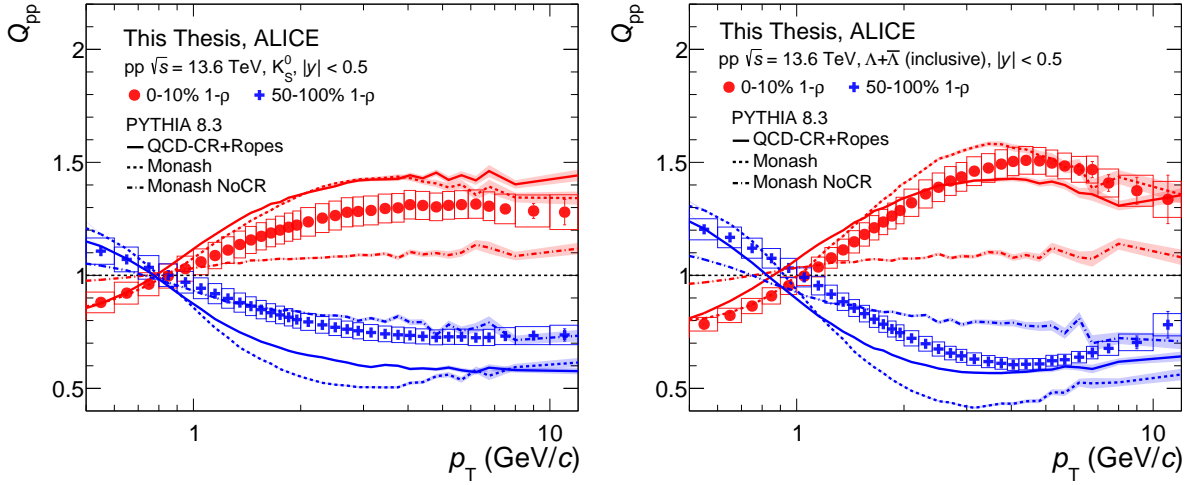 Q_pp
2
1.5
1
0.5
This Thesis, ALICE
pp √s = 13.6 TeV, K_S^0, |y| < 0.5
0-10% 1-ρ 50-100% 1-ρ
PYTHIA 8.3
QCD-CR+Ropes
Monash
Monash NoCR
1 10
p_T (GeV/c)
Q_pp
2
1.5
1
0.5
This Thesis, ALICE
pp √s = 13.6 TeV, Λ+Λ̅ (inclusive), |y| < 0.5
0-10% 1-ρ 50-100% 1-ρ
PYTHIA 8.3
QCD-CR+Ropes
Monash
Monash NoCR
1 10
p_T (GeV/c)